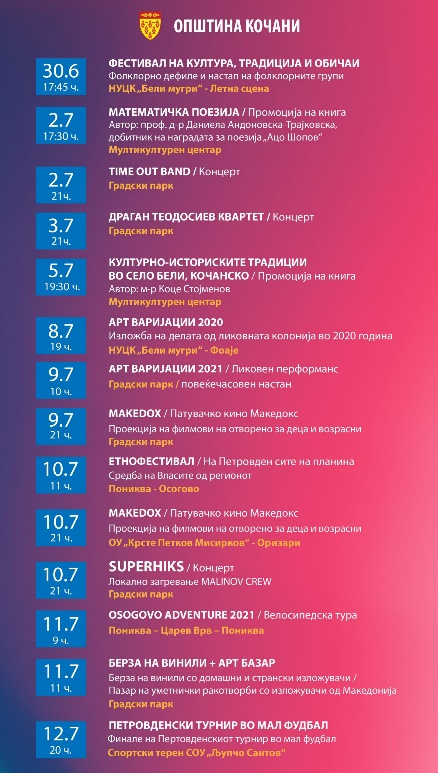 ОПШТИНА КОЧАНИ
30.6
17:45 ч.
ФЕСТИВАЛ НА КУЛТУРА, ТРАДИЦИЈА И ОБИЧАИ
Фолклорно дефиле и настап на фолклорните групи
НУЦК „Бели мугри“ - Летна сцена
2.7
17:30 ч.
МАТЕМАТИЧКА ПОЕЗИЈА / Промоција на книга
Автор: проф. д-р Даниела Андоновска-Трајковска,
добитник на наградата за поезија „Ацо Шопов“
Мултикултурен центар
2.7
21ч.
TIME OUT BAND / Концерт
Градски парк
3.7
21ч.
ДРАГАН ТЕОДОСИЕВ КВАРТЕТ / Концерт
Градски парк
5.7
19:30 ч.
КУЛТУРНО-ИСТОРИСКИТЕ ТРАДИЦИИ
ВО СЕЛО БЕЛИ, КОЧАНСКО / Промоција на книга
Автор: м-р Коце Стојменов
Мултикултурен центар
8.7
19 ч.
АРТ ВАРИЈАЦИИ 2020
Изложба на делата од ликовната колонија во 2020 година
НУЦК „Бели мугри“ - Фоаје
9.7
10 ч.
АРТ ВАРИЈАЦИИ 2021 / Ликовен перформанс
Градски парк / повеќечасовен настан
9.7
21 ч.
MAKEDOX / Патувачко кино Македокс
Проекција на филмови на отворено за деца и возрасни
Градски парк
10.7
11 ч.
ЕТНОФЕСТИВАЛ / На Петровден сите на планина
Средба на Власите од регионот
Пониква - Осогово
10.7
21 ч.
MAKEDOX / Патувачко кино Македокс
Проекција на филмови на отворено за деца и возрасни
ОУ „Крсте Петков Мисирков“ - Оризари
10.7
21 ч.
SUPERHIKS / Концерт
Локално загревање MALINOV CREW
Градски парк
11.7
9 ч.
OSOGOVO ADVENTURE 2021 / Велосипедска тура
Пониква – Царев Врв – Пониква
11.7
11 ч.
БЕРЗА НА ВИНИЛИ + АРТ БАЗАР
Берза на винили со домашни и странски изложувачи /
Пазар на уметнички ракотворби со изложувачи од Македонија
Градски парк
12.7
20 ч.
ПЕТРОВДЕНСКИ ТУРНИР ВО МАЛ ФУДБАЛ
Финале на Пертовденскиот турнир во мал фудбал
Спортски терен СОУ „Љупчо Сантов“